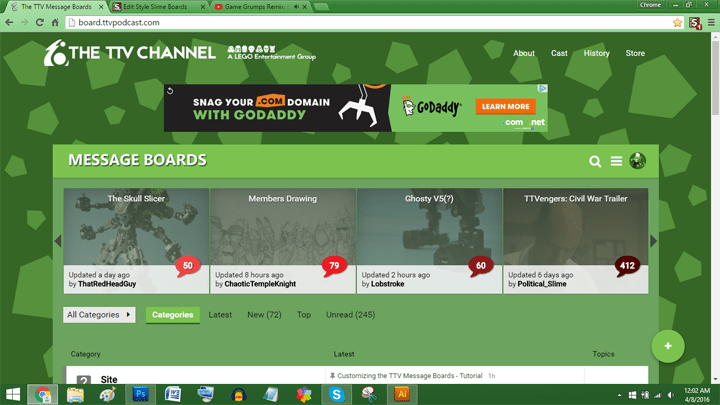 The TTV Message Boards
Edit Style Slime Boards
Game Grumps Remix
Chrome
board.ttvpodcast.com
THE TTV CHANNEL
A LEGO Entertainment Group
About Cast History Store
SNAG YOUR .COM DOMAIN
WITH GODADDY
GoDaddy
LEARN MORE
com .net
MESSAGE BOARDS
The Skull Slicer
50
Updated a day ago
by ThatRedHeadGuy
Members Drawing
79
Updated 8 hours ago
by ChaoticTempleKnight
Ghosty V5(?)
60
Updated 2 hours ago
by Lobstroke
TTVengers: Civil War Trailer
412
Updated 6 days ago
by Political_Slime
All Categories Categories Latest New (72) Top Unread (245)
Category Latest Topics
Site
Customizing the TTV Message Boards - Tutorial 1h
12:02 AM
4/8/2016